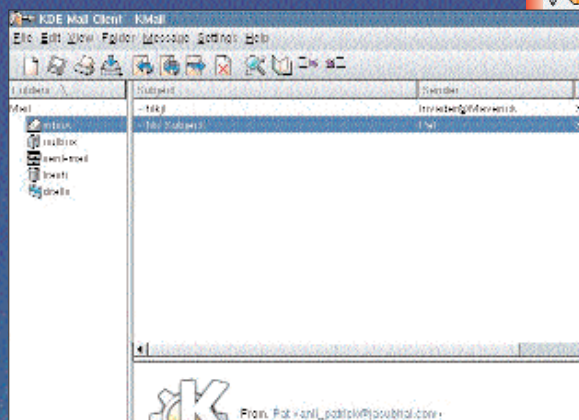 KDE Mail Client KMail
File Edit View Folder Message Settings Help
Folders
Subject
Sender
Mail
inbox
No Subject
Pat
outbox
sent-mail
trash
drafts
From: Pat